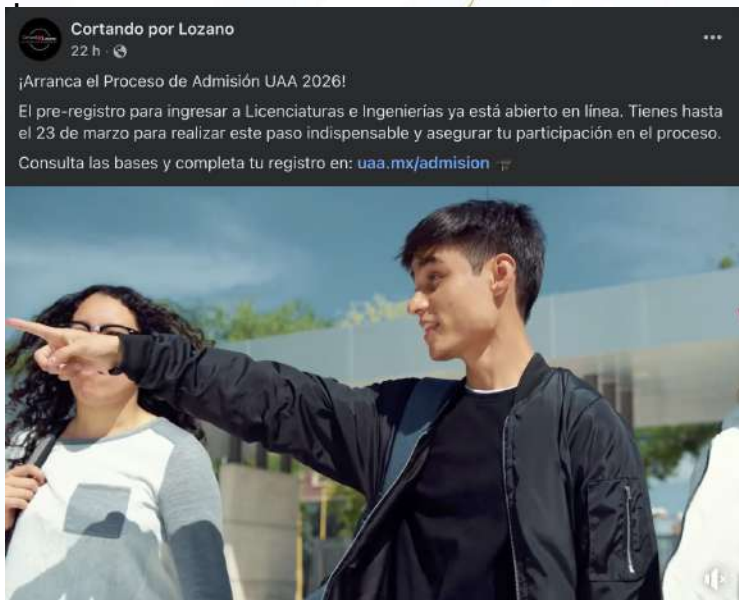 Cortando por Lozano
22 h ·
¡Arranca el Proceso de Admisión UAA 2026!
El pre-registro para ingresar a Licenciaturas e Ingenierías ya está abierto en línea. Tienes hasta
el 23 de marzo para realizar este paso indispensable y asegurar tu participación en el proceso.
Consulta las bases y completa tu registro en: uaa.mx/admision